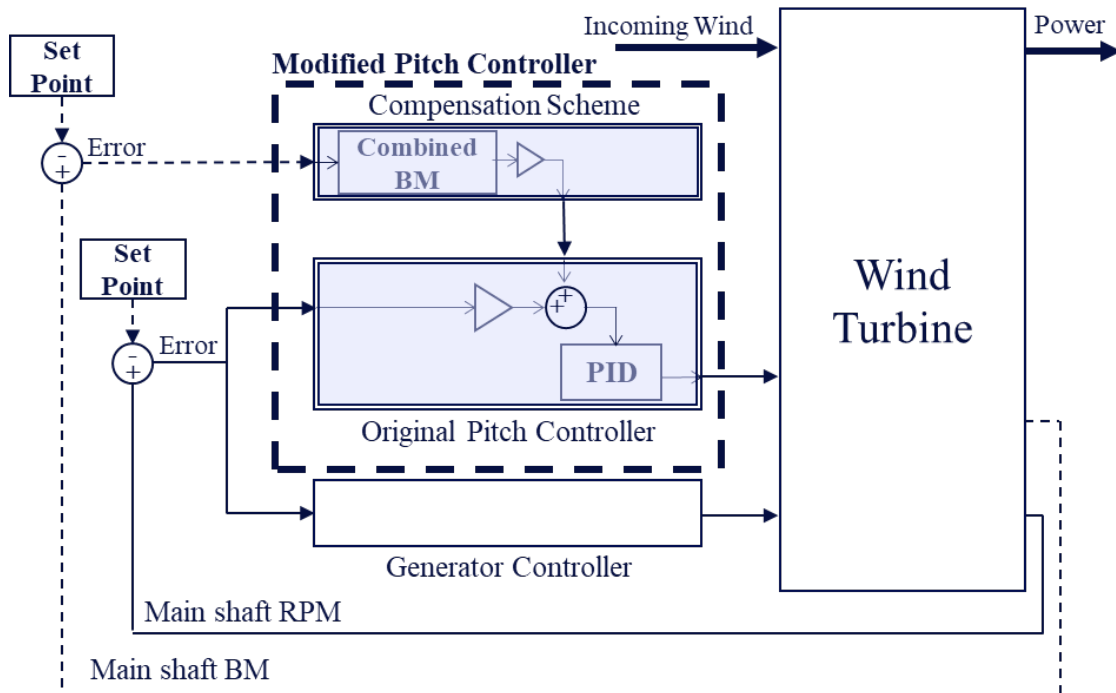 Incoming Wind
Power
Set
Point
Modified Pitch Controller
Compensation Scheme
-
+
Error
Combined
BM
Set
Point
-
+
Error
+
+
PID
Original Pitch Controller
Wind
Turbine
Generator Controller
Main shaft RPM
Main shaft BM